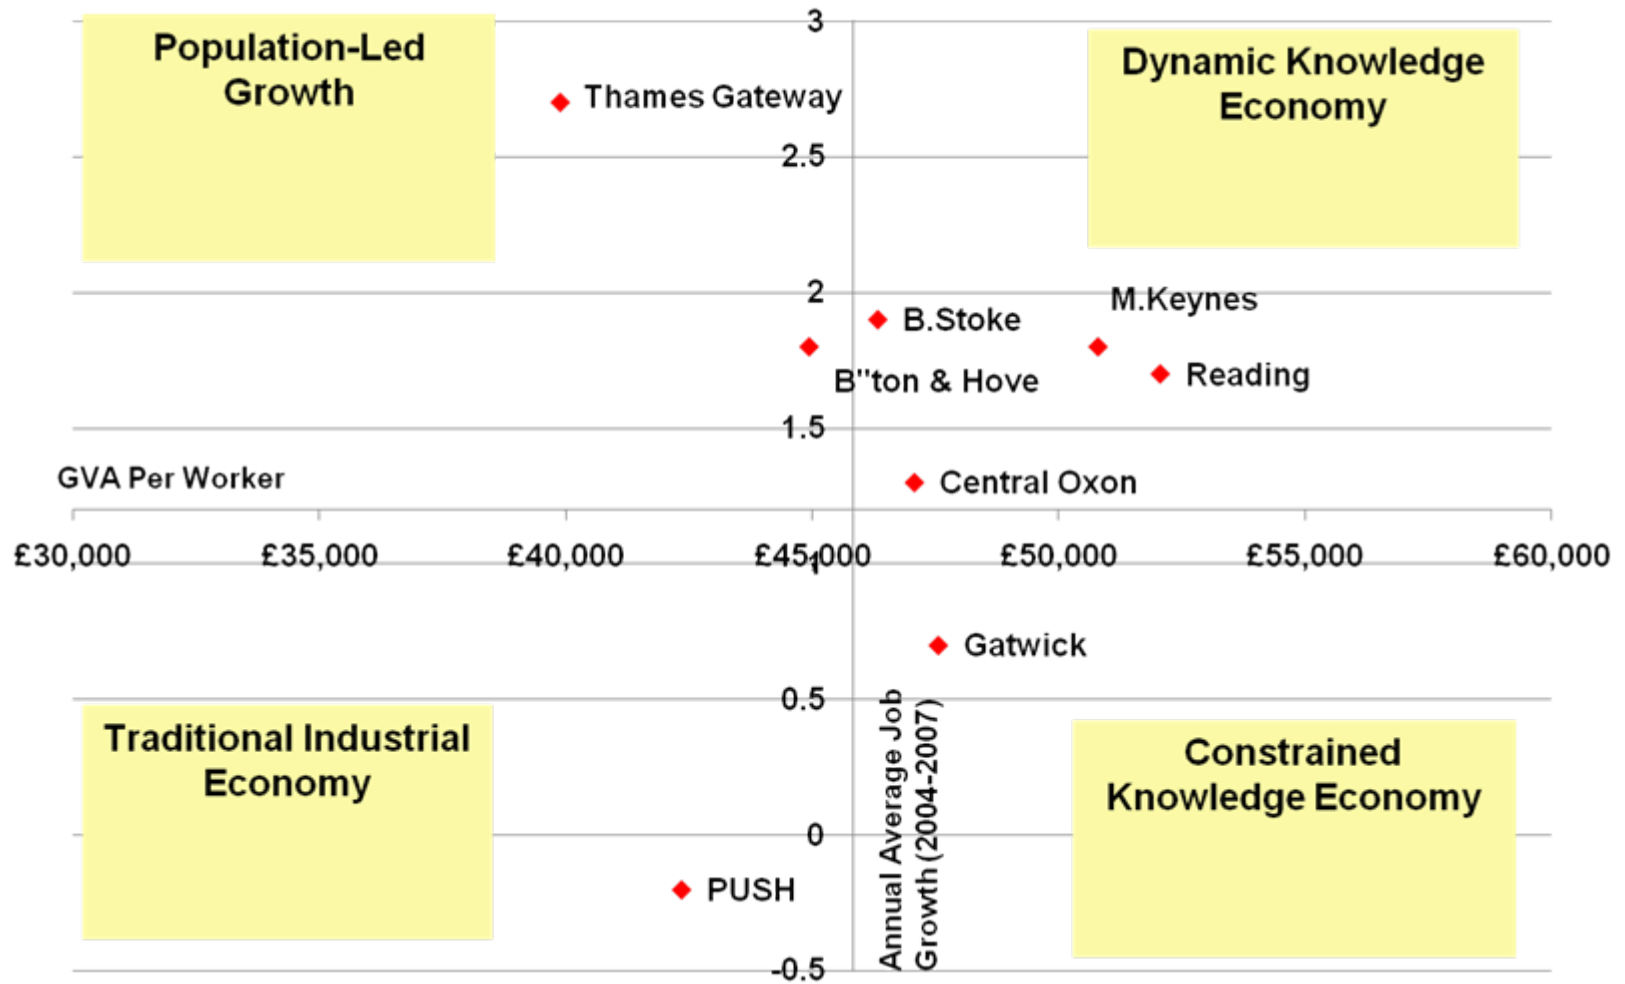 3
Population-Led
Growth
Dynamic Knowledge
Economy
Thames Gateway
2.5
2
M.Keynes
B.Stoke
B"ton & Hove
Reading
1.5
GVA Per Worker
Central Oxon
£30,000 £35,000 £40,000 £45,000 £50,000 £55,000 £60,000
1
Gatwick
0.5
Annual Average Job
Growth (2004-2007)
Traditional Industrial
Economy
Constrained
Knowledge Economy
0
PUSH
-0.5